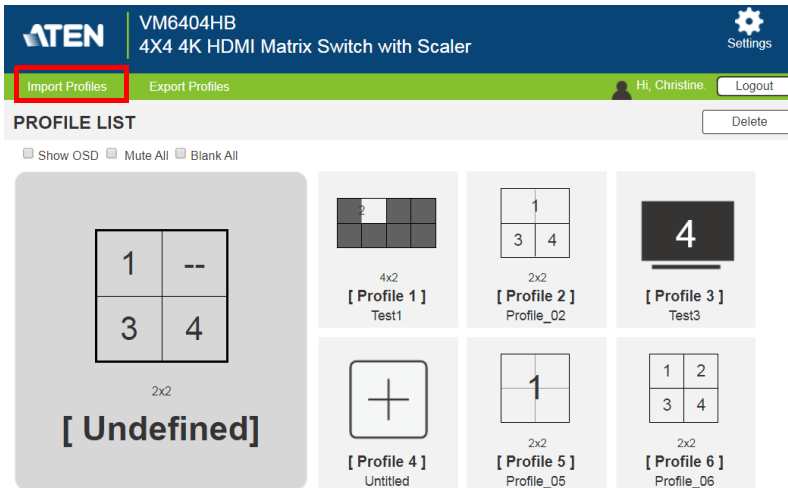 ATEN
VM6404HB
4X4 4K HDMI Matrix Switch with Scaler
Settings
Import Profiles
Export Profiles
Hi, Christine.
Logout
PROFILE LIST
Delete
Show OSD
Mute All
Blank All
1 --
3 4
2x2
[ Undefined]
2
4x2
[ Profile 1 ]
Test1
1
3 4
2x2
[ Profile 2 ]
Profile_02
4
[ Profile 3 ]
Test3
[ Profile 4 ]
Untitled
1
2x2
[ Profile 5 ]
Profile_05
1 2
3 4
2x2
[ Profile 6 ]
Profile_06